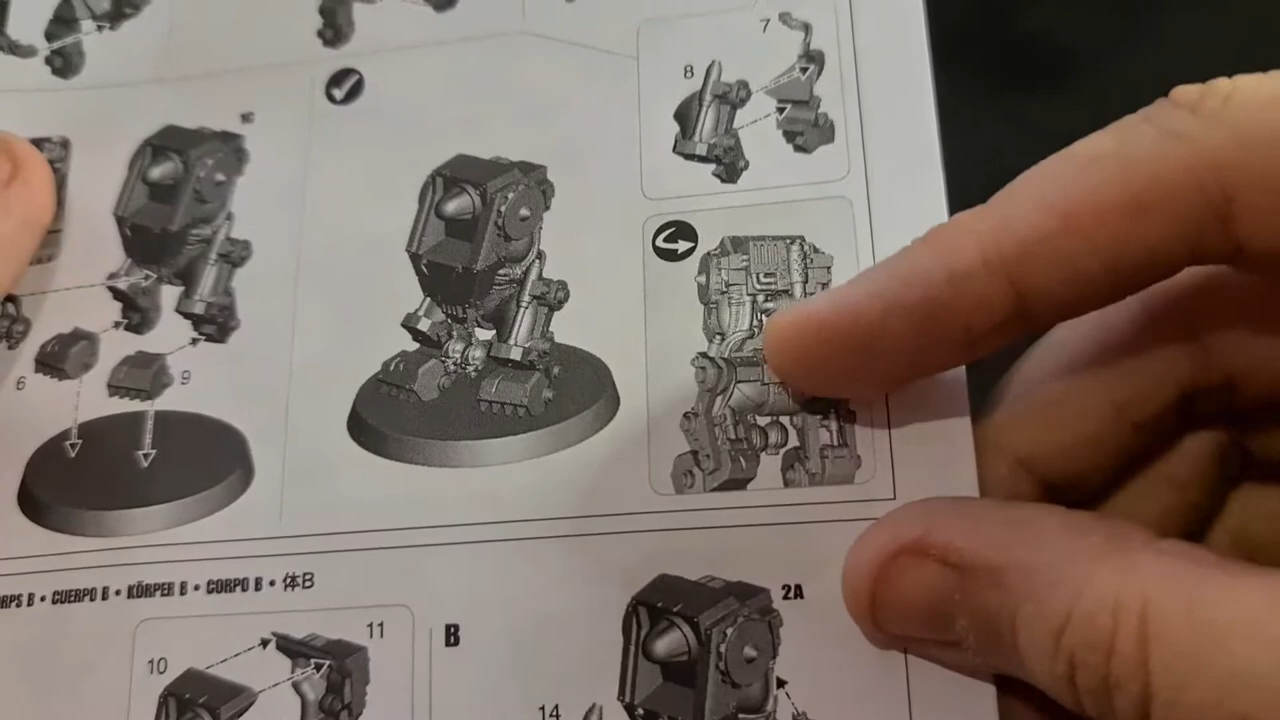 7
8
6
9
RPS B • CUERPO B • KÖRPER B • CORPO B • 体B
11
10
B
2A
14